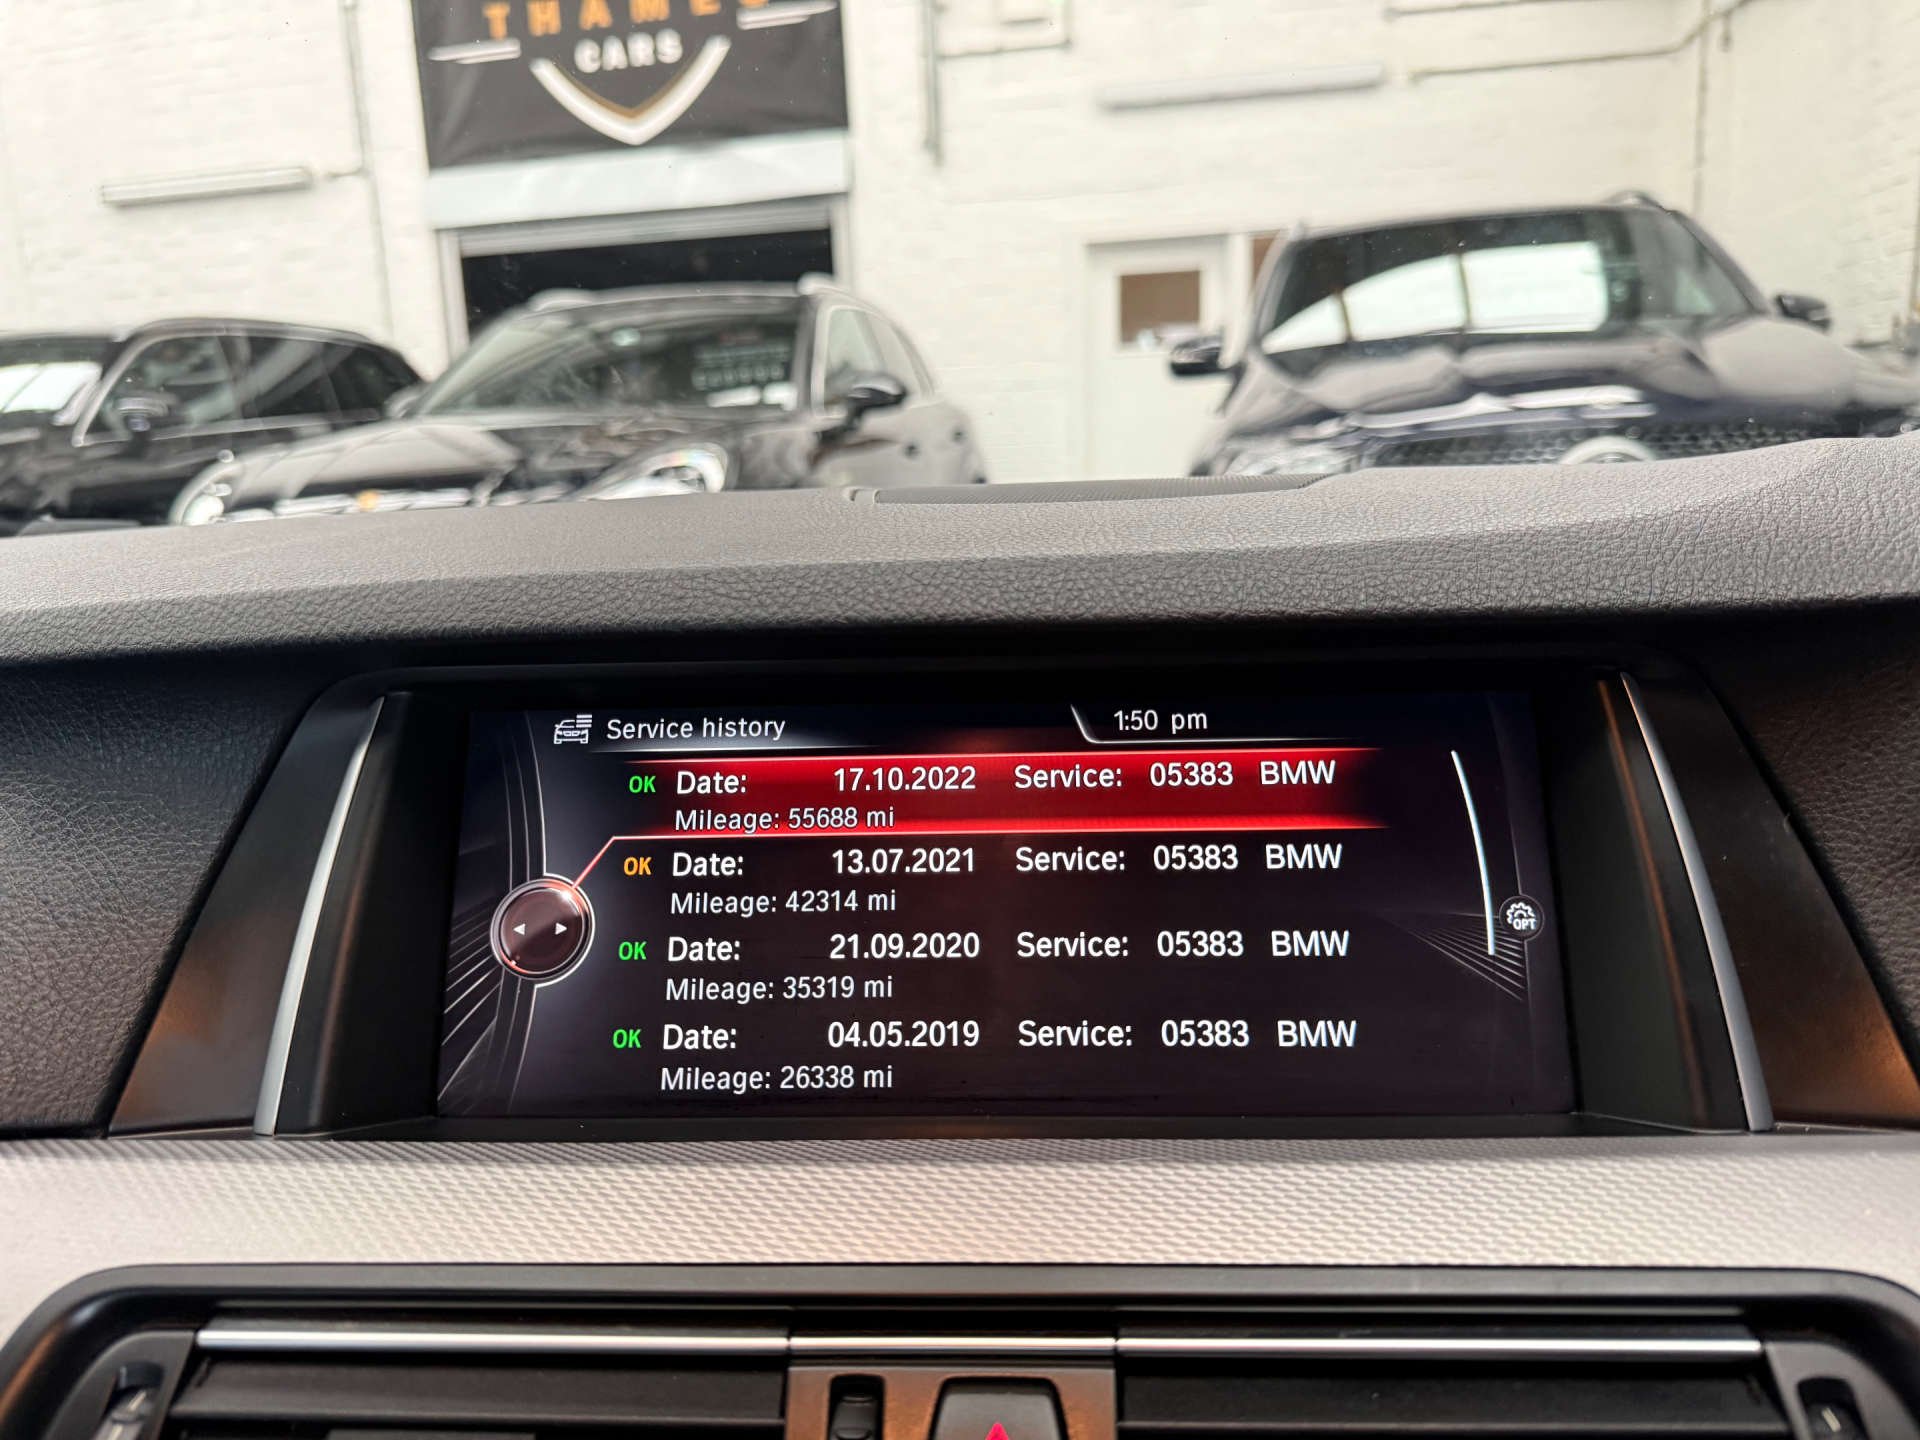 THAMES
CARS
Service history
1:50 pm
OK Date: 17.10.2022 Service: 05383 BMW
Mileage: 55688 mi
OK Date: 13.07.2021 Service: 05383 BMW
Mileage: 42314 mi
OK Date: 21.09.2020 Service: 05383 BMW
Mileage: 35319 mi
OPT
OK Date: 04.05.2019 Service: 05383 BMW
Mileage: 26338 mi